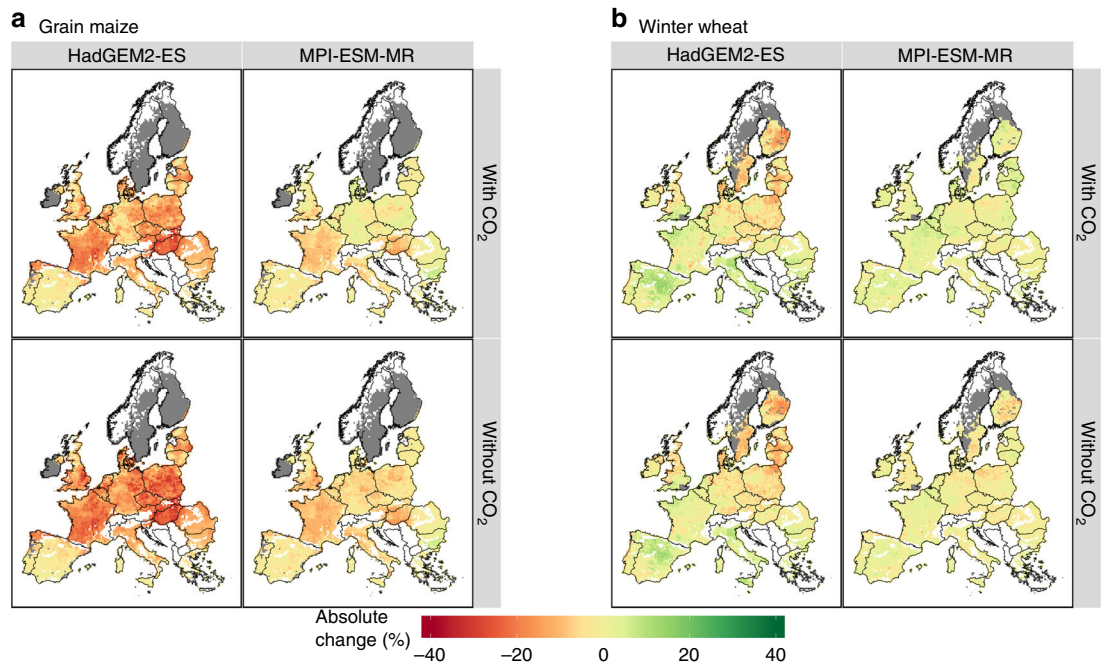 a Grain maize
HadGEM2-ES MPI-ESM-MR
With CO2
Without CO2
b Winter wheat
HadGEM2-ES MPI-ESM-MR
With CO2
Without CO2
Absolute
change (%)
–40 –20 0 20 40